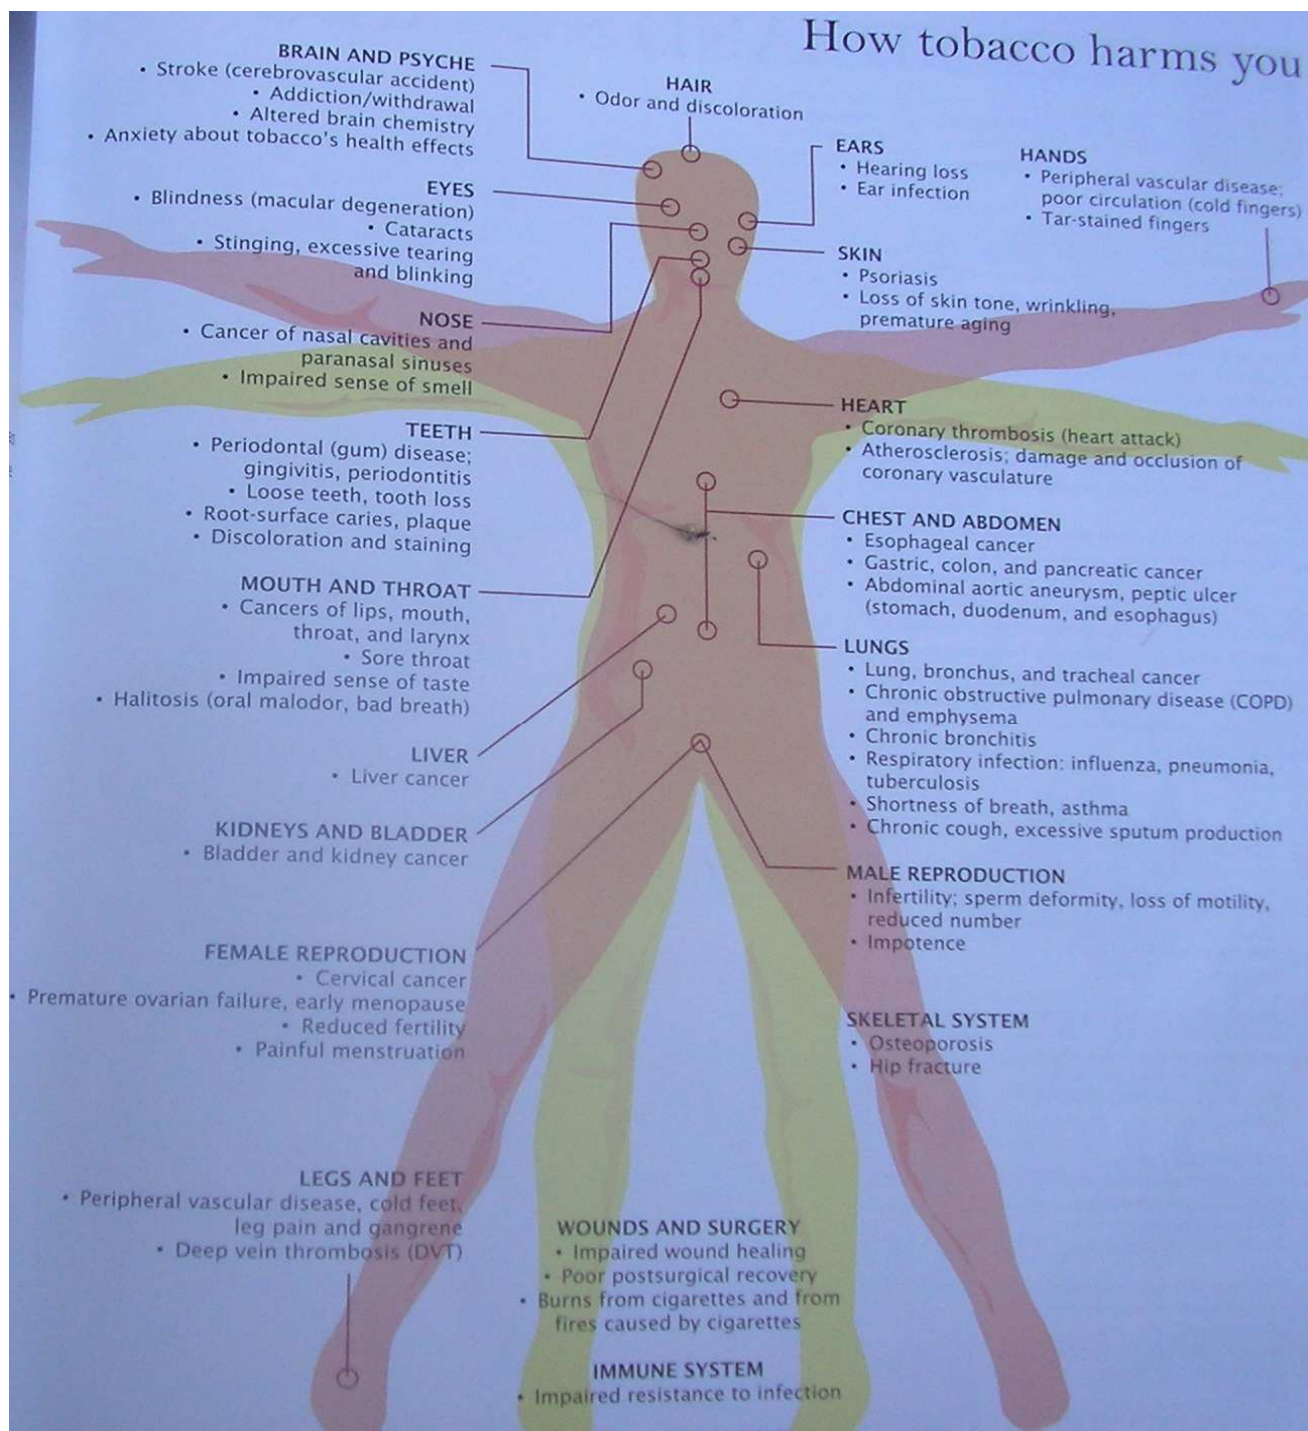 How tobacco harms you
BRAIN AND PSYCHE
• Stroke (cerebrovascular accident)
• Addiction/withdrawal
• Altered brain chemistry
• Anxiety about tobacco's health effects
HAIR
• Odor and discoloration
EARS
• Hearing loss
• Ear infection
HANDS
• Peripheral vascular disease;
poor circulation (cold fingers)
• Tar-stained fingers
EYES
• Blindness (macular degeneration)
• Cataracts
• Stinging, excessive tearing
and blinking
SKIN
• Psoriasis
• Loss of skin tone, wrinkling,
premature aging
NOSE
• Cancer of nasal cavities and
paranasal sinuses
• Impaired sense of smell
HEART
• Coronary thrombosis (heart attack)
• Atherosclerosis; damage and occlusion of
coronary vasculature
TEETH
• Periodontal (gum) disease;
gingivitis, periodontitis
• Loose teeth, tooth loss
• Root-surface caries, plaque
• Discoloration and staining
CHEST AND ABDOMEN
• Esophageal cancer
• Gastric, colon, and pancreatic cancer
• Abdominal aortic aneurysm, peptic ulcer
(stomach, duodenum, and esophagus)
MOUTH AND THROAT
• Cancers of lips, mouth,
throat, and larynx
• Sore throat
• Impaired sense of taste
• Halitosis (oral malodor, bad breath)
LUNGS
• Lung, bronchus, and tracheal cancer
• Chronic obstructive pulmonary disease (COPD)
and emphysema
• Chronic bronchitis
• Respiratory infection: influenza, pneumonia,
tuberculosis
• Shortness of breath, asthma
• Chronic cough, excessive sputum production
LIVER
• Liver cancer
KIDNEYS AND BLADDER
• Bladder and kidney cancer
MALE REPRODUCTION
• Infertility; sperm deformity, loss of motility,
reduced number
• Impotence
FEMALE REPRODUCTION
• Cervical cancer
• Premature ovarian failure, early menopause
• Reduced fertility
• Painful menstruation
SKELETAL SYSTEM
• Osteoporosis
• Hip fracture
LEGS AND FEET
• Peripheral vascular disease, cold feet,
leg pain and gangrene
• Deep vein thrombosis (DVT)
WOUNDS AND SURGERY
• Impaired wound healing
• Poor postsurgical recovery
• Burns from cigarettes and from
fires caused by cigarettes
IMMUNE SYSTEM
• Impaired resistance to infection